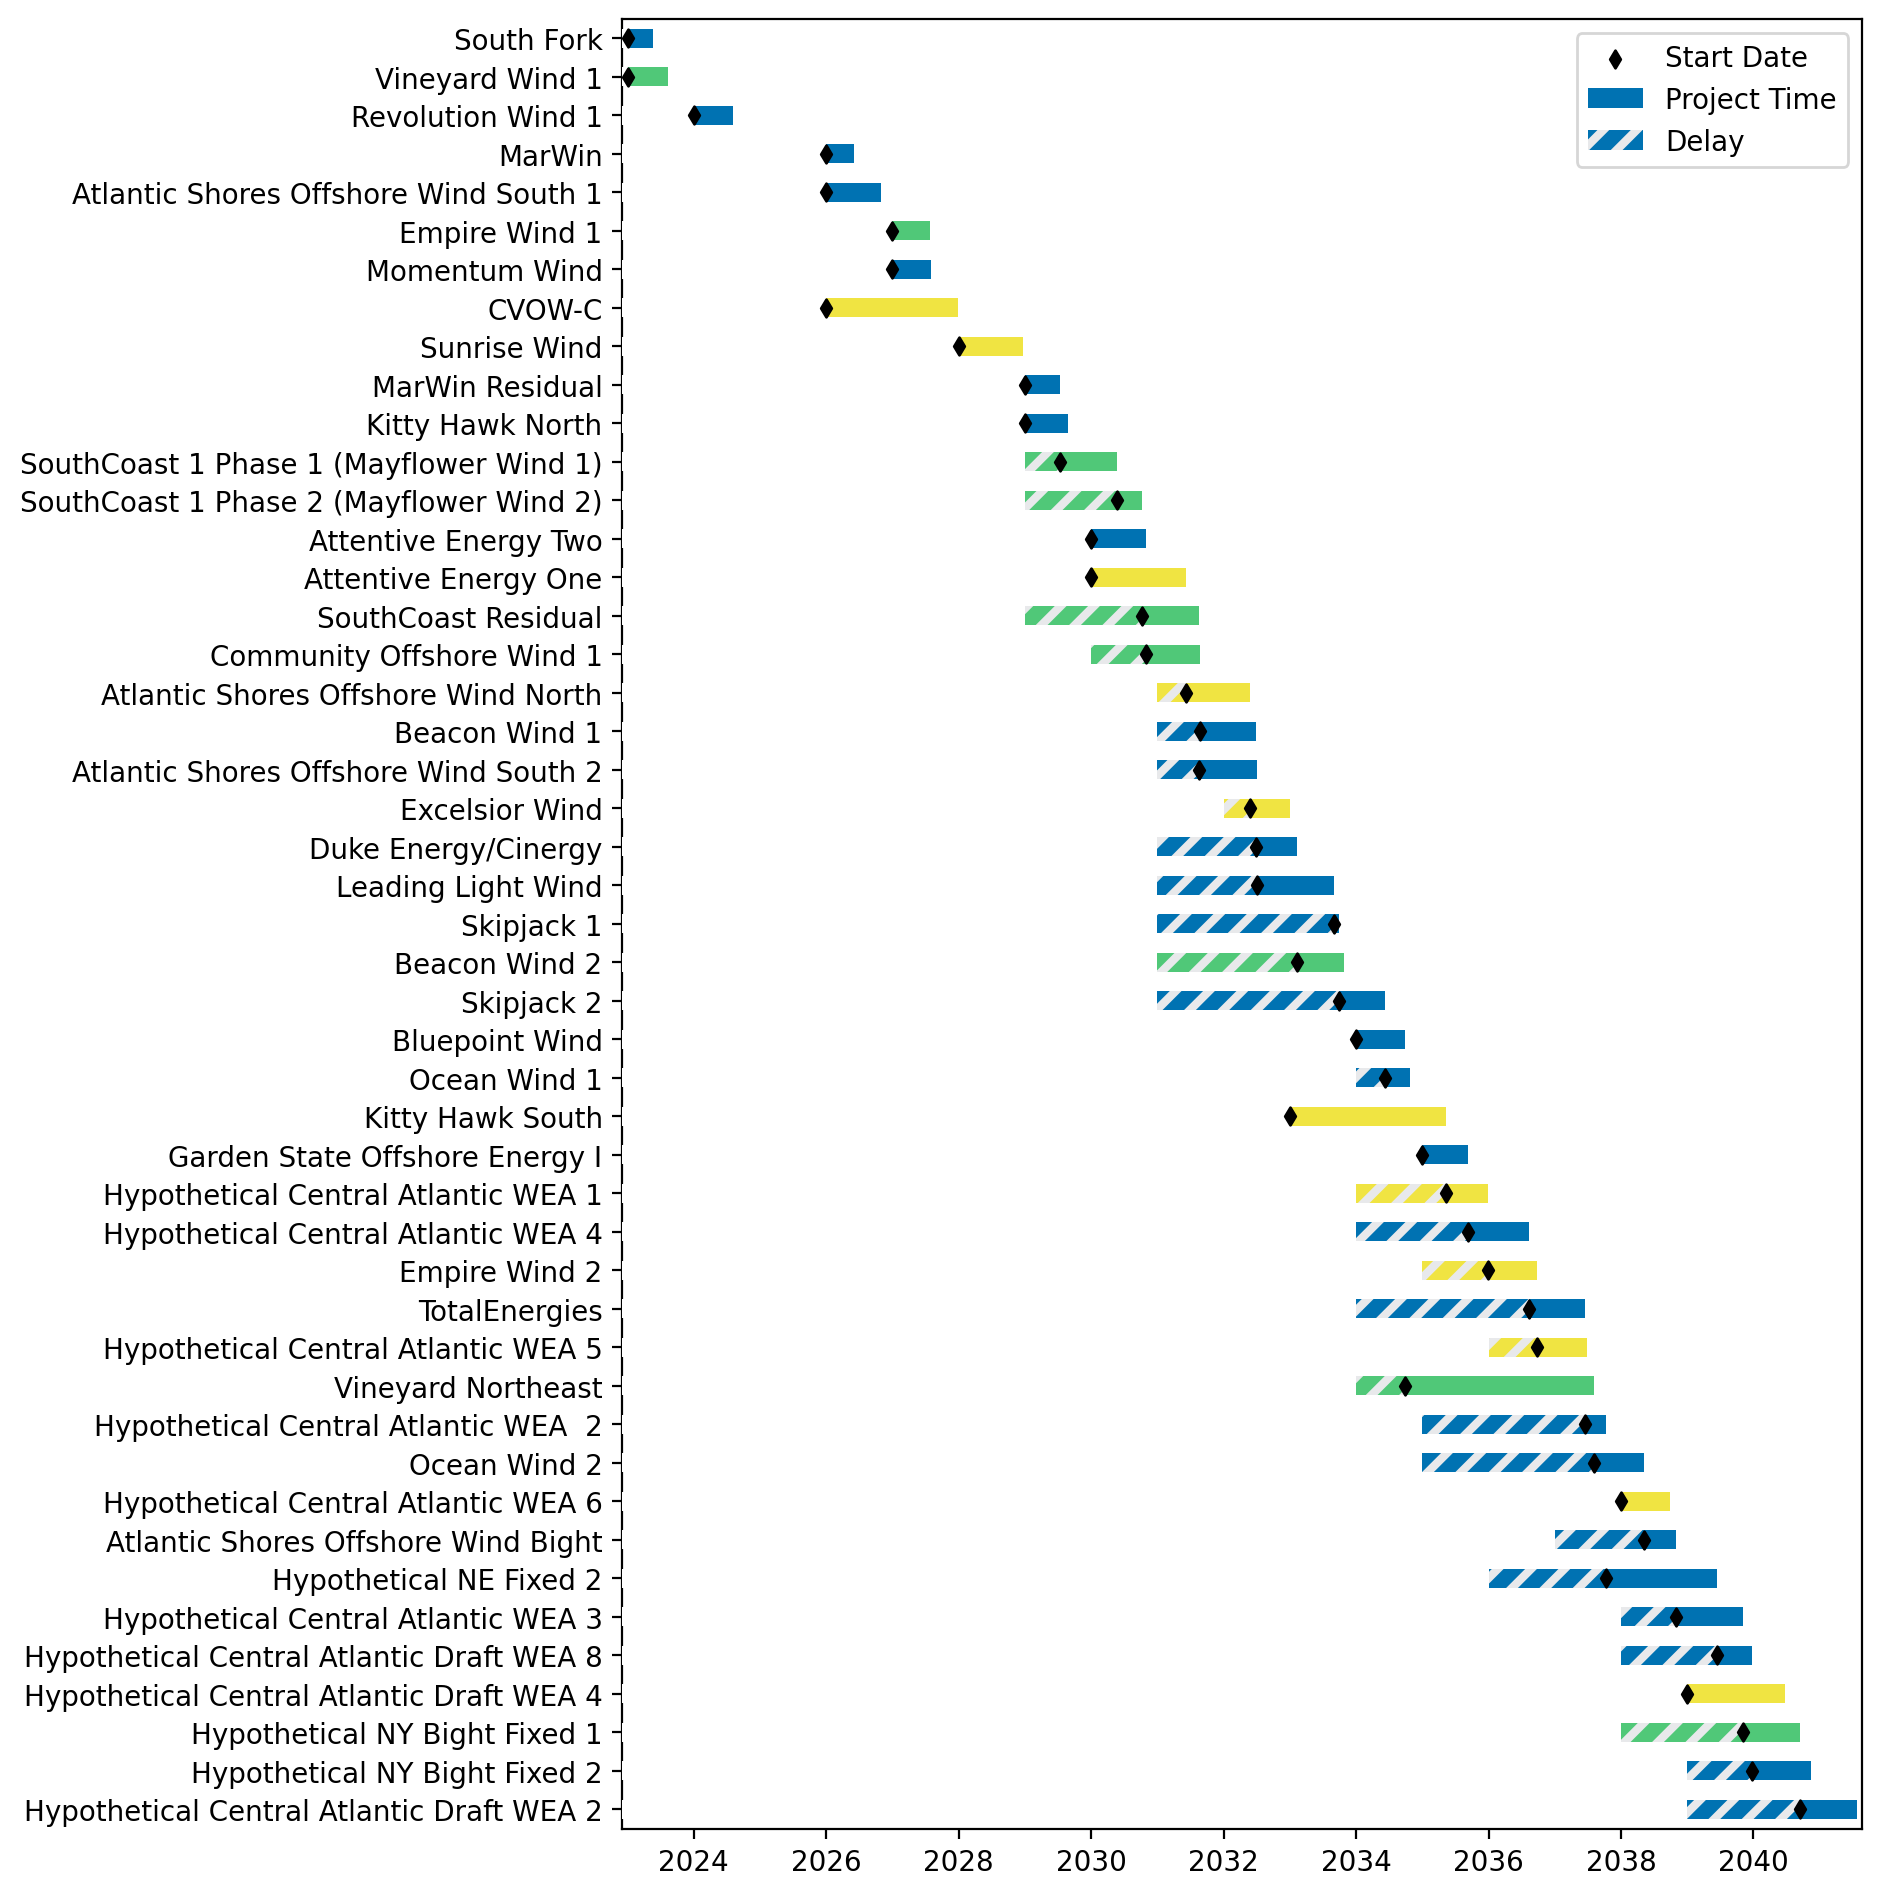 South Fork
Vineyard Wind 1
Revolution Wind 1
MarWin
Atlantic Shores Offshore Wind South 1
Empire Wind 1
Momentum Wind
CVOW-C
Sunrise Wind
MarWin Residual
Kitty Hawk North
SouthCoast 1 Phase 1 (Mayflower Wind 1)
SouthCoast 1 Phase 2 (Mayflower Wind 2)
Attentive Energy Two
Attentive Energy One
SouthCoast Residual
Community Offshore Wind 1
Atlantic Shores Offshore Wind North
Beacon Wind 1
Atlantic Shores Offshore Wind South 2
Excelsior Wind
Duke Energy/Cinergy
Leading Light Wind
Skipjack 1
Beacon Wind 2
Skipjack 2
Bluepoint Wind
Ocean Wind 1
Kitty Hawk South
Garden State Offshore Energy I
Hypothetical Central Atlantic WEA 1
Hypothetical Central Atlantic WEA 4
Empire Wind 2
TotalEnergies
Hypothetical Central Atlantic WEA 5
Vineyard Northeast
Hypothetical Central Atlantic WEA  2
Ocean Wind 2
Hypothetical Central Atlantic WEA 6
Atlantic Shores Offshore Wind Bight
Hypothetical NE Fixed 2
Hypothetical Central Atlantic WEA 3
Hypothetical Central Atlantic Draft WEA 8
Hypothetical Central Atlantic Draft WEA 4
Hypothetical NY Bight Fixed 1
Hypothetical NY Bight Fixed 2
Hypothetical Central Atlantic Draft WEA 2
Start Date
Project Time
Delay
2024 2026 2028 2030 2032 2034 2036 2038 2040